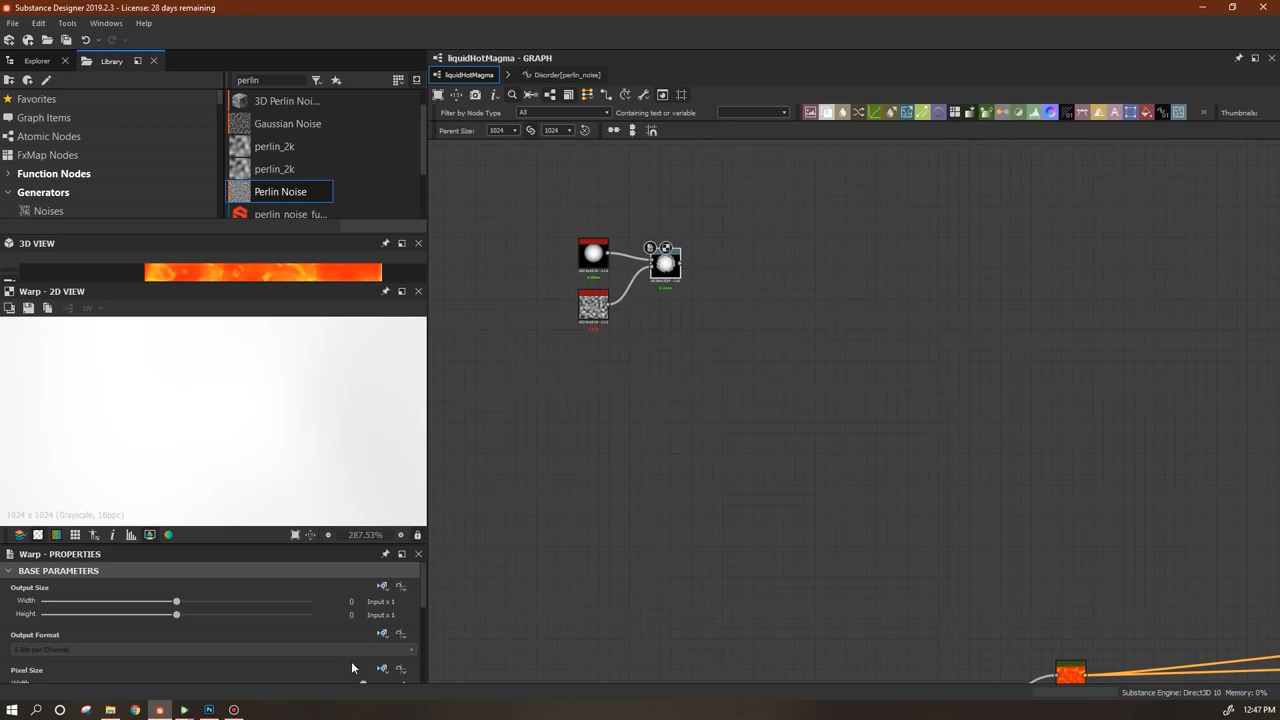 Substance Designer 2019.2.3 - License: 28 days remaining
File Edit Tools Windows Help
Explorer Library
liquidHotMagma - GRAPH
liquidHotMagma Disorder[perlin_noise]
perlin
Favorites
Graph Items
Atomic Nodes
FxMap Nodes
Function Nodes
Generators
Noises
3D Perlin Noi...
Gaussian Noise
perlin_2k
perlin_2k
Perlin Noise
perlin_noise_fu...
Filter by Node Type All Containing text or variable Thumbnails:
Parent Size: 1024 1024
3D VIEW
Warp - 2D VIEW
UV
1024 x 1024 (Grayscale, 16bpc)
287.53%
Warp - PROPERTIES
BASE PARAMETERS
Output Size
Width 0 Input x 1
Height 0 Input x 1
Output Format
8 Bits per Channel
Pixel Size
Substance Engine: Direct3D 10 Memory: 0%
12:47 PM